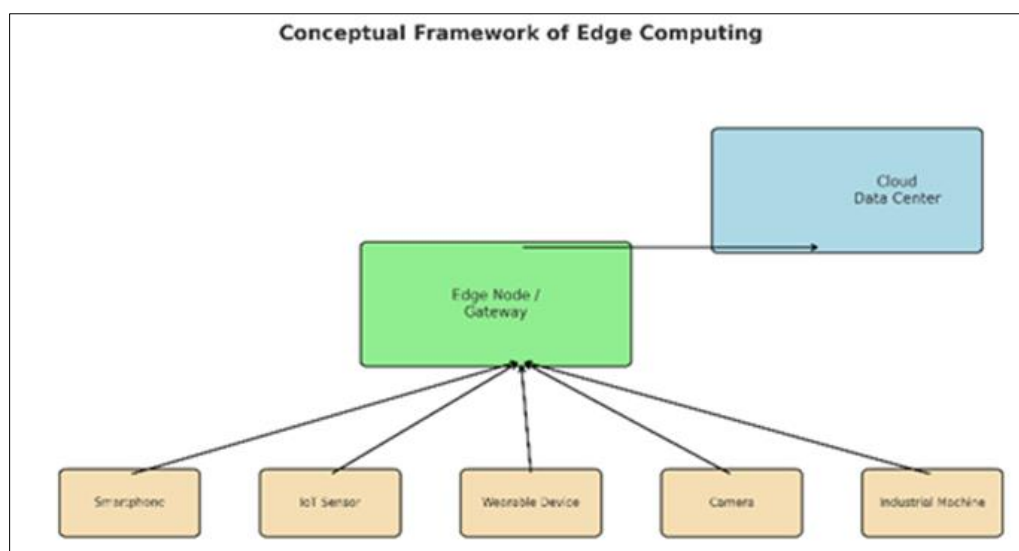 Conceptual Framework of Edge Computing
Cloud
Data Center
Edge Node /
Gateway
Smartphone
IoT Sensor
Wearable Device
Camera
Industrial Machine